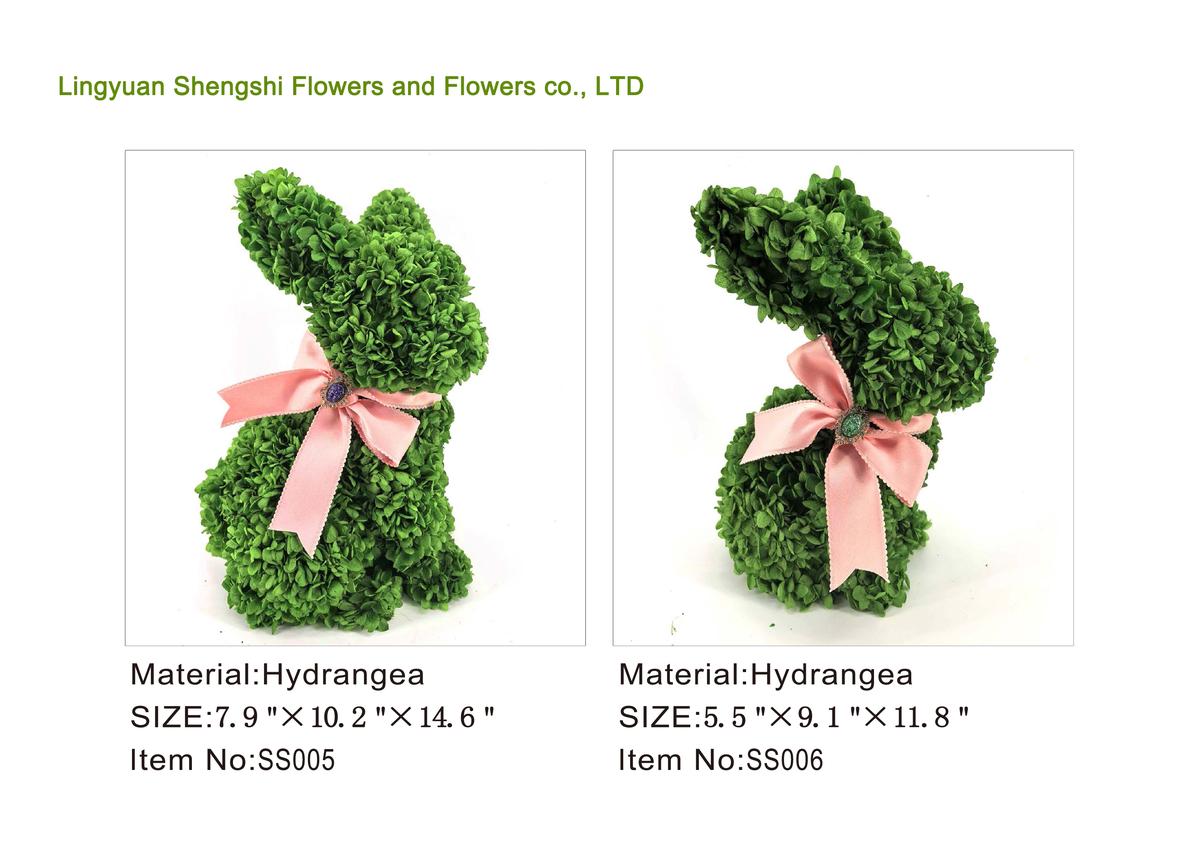 Lingyuan Shengshi Flowers and Flowers co., LTD
Material:Hydrangea
SIZE:7.9"×10.2"×14.6"
Item No:SS005
Material:Hydrangea
SIZE:5.5"×9.1"×11.8"
Item No:SS006